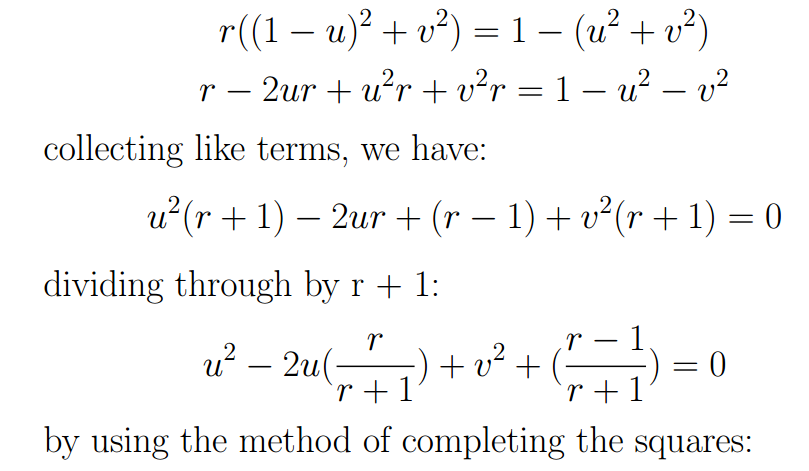 r((1 − u)² + v²) = 1 − (u² + v²)
r − 2ur + u²r + v²r = 1 − u² − v²
collecting like terms, we have:
u²(r + 1) − 2ur + (r − 1) + v²(r + 1) = 0
dividing through by r + 1:
u² − 2u(r/(r + 1)) + v² + ((r − 1)/(r + 1)) = 0
by using the method of completing the squares: